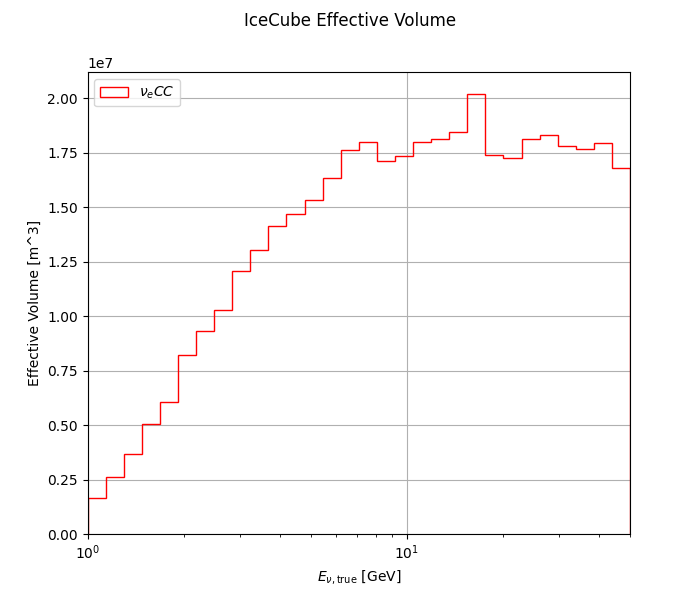 IceCube Effective Volume
1e7
ν_eCC
2.00
1.75
1.50
1.25
1.00
0.75
0.50
0.25
0.00
Effective Volume [m^3]
10^0
10^1
E_ν,true [GeV]